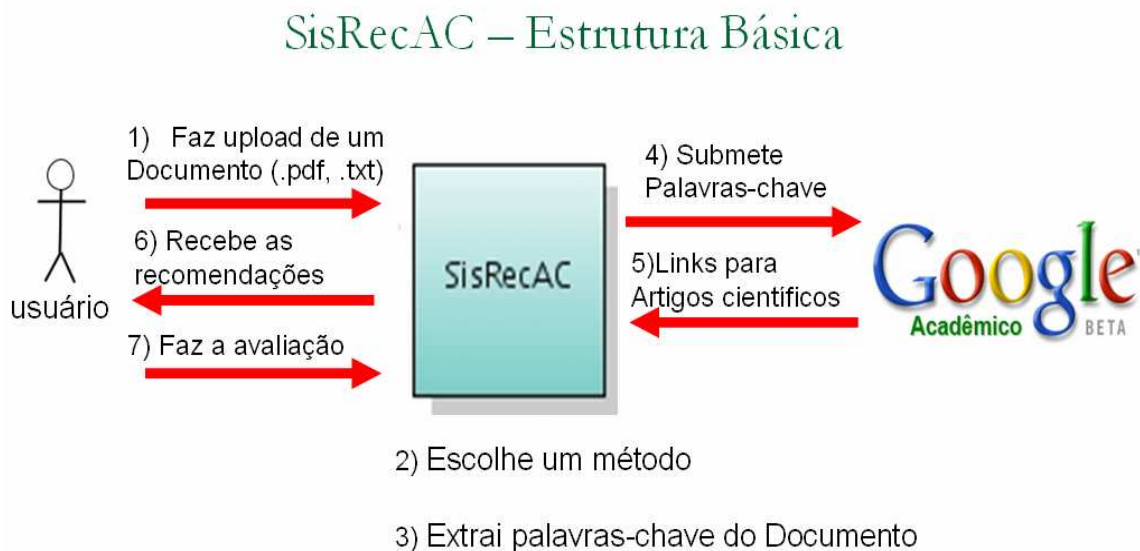 SisRecAC – Estrutura Básica
1) Faz upload de um
Documento (.pdf, .txt)
4) Submete
Palavras-chave
6) Recebe as
recomendações
SisRecAC
5)Links para
Artigos científicos
Google
Acadêmico BETA
usuário
7) Faz a avaliação
2) Escolhe um método
3) Extrai palavras-chave do Documento